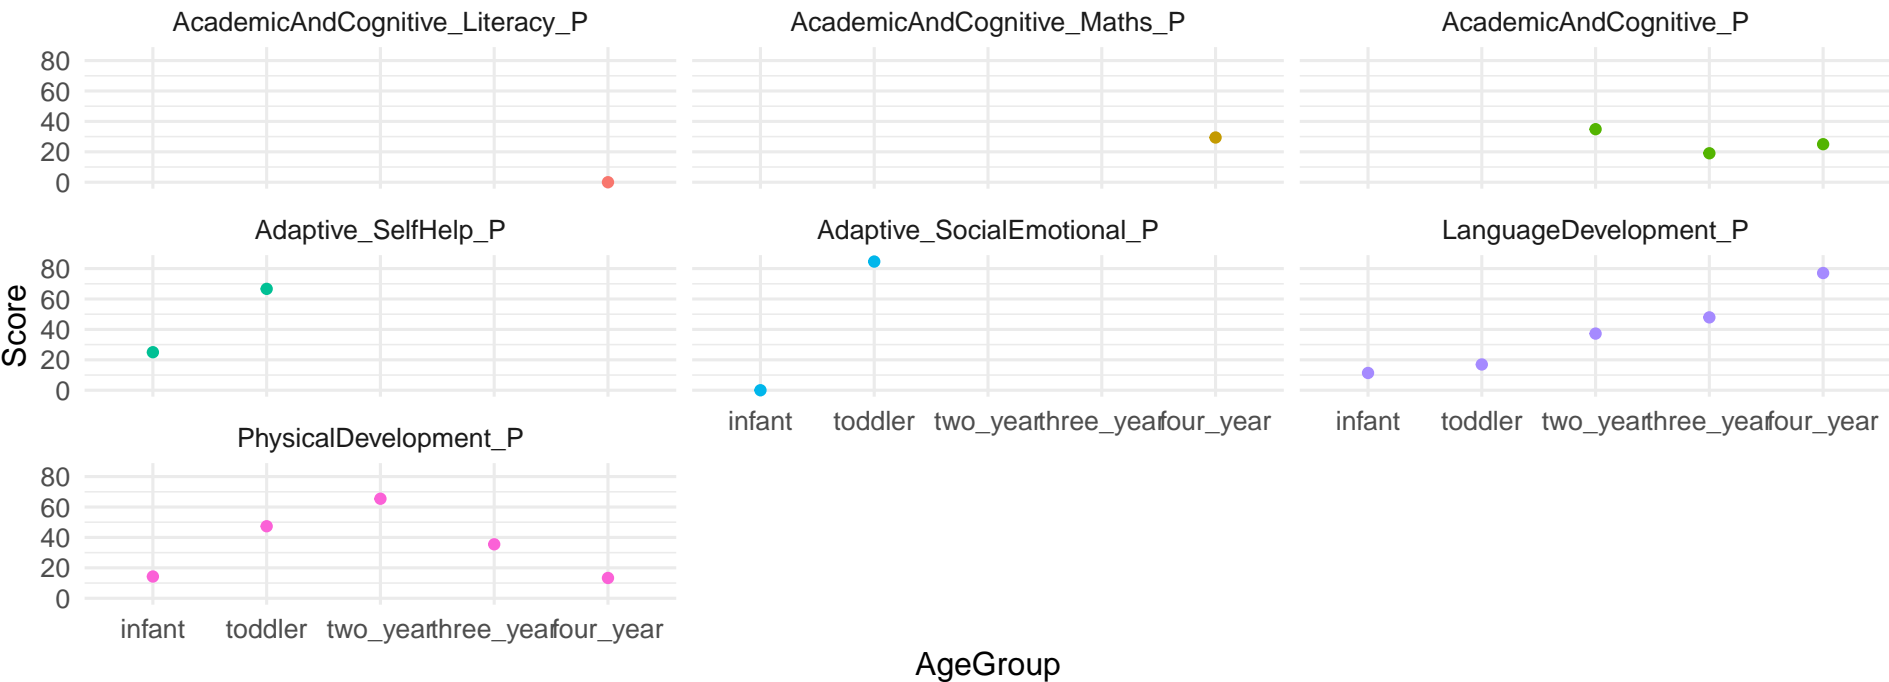 AcademicAndCognitive_Literacy_P
AcademicAndCognitive_Maths_P
AcademicAndCognitive_P
80
60
40
20
0
Adaptive_SelfHelp_P
Adaptive_SocialEmotional_P
LanguageDevelopment_P
Score
80
60
40
20
0
infant toddler two_year three_year four_year
infant toddler two_year three_year four_year
PhysicalDevelopment_P
80
60
40
20
0
infant toddler two_year three_year four_year
AgeGroup